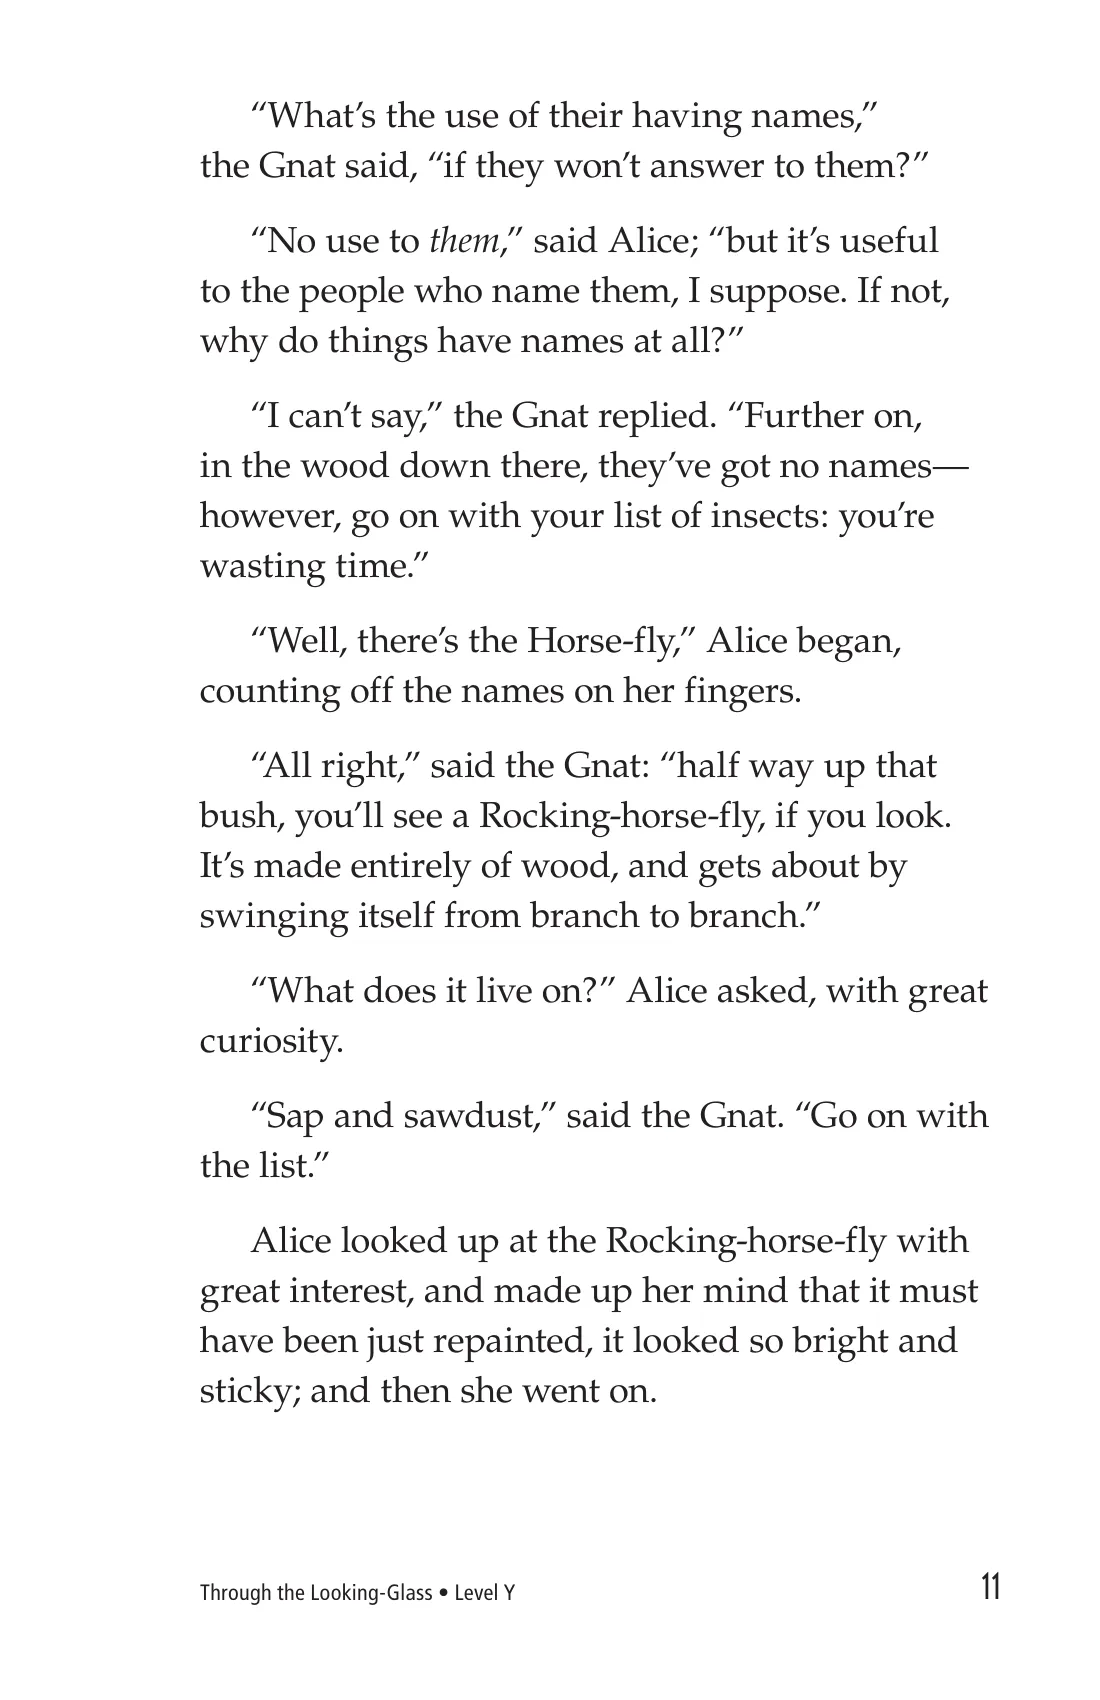 “What’s the use of their having names,”
the Gnat said, “if they won’t answer to them?”
“No use to them,” said Alice; “but it’s useful
to the people who name them, I suppose. If not,
why do things have names at all?”
“I can’t say,” the Gnat replied. “Further on,
in the wood down there, they’ve got no names—
however, go on with your list of insects: you’re
wasting time.”
“Well, there’s the Horse-fly,” Alice began,
counting off the names on her fingers.
“All right,” said the Gnat: “half way up that
bush, you’ll see a Rocking-horse-fly, if you look.
It’s made entirely of wood, and gets about by
swinging itself from branch to branch.”
“What does it live on?” Alice asked, with great
curiosity.
“Sap and sawdust,” said the Gnat. “Go on with
the list.”
Alice looked up at the Rocking-horse-fly with
great interest, and made up her mind that it must
have been just repainted, it looked so bright and
sticky; and then she went on.
Through the Looking-Glass • Level Y 11